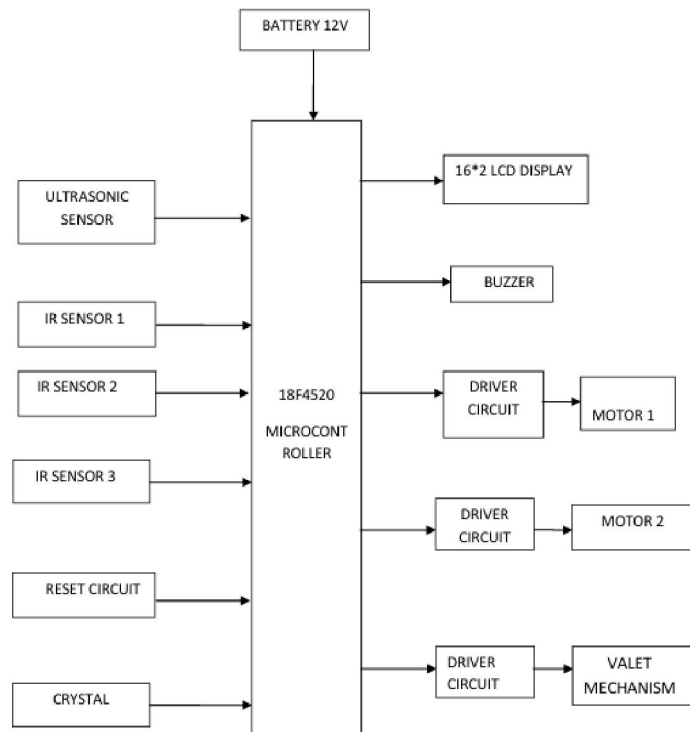 BATTERY 12V
ULTRASONIC
SENSOR
IR SENSOR 1
IR SENSOR 2
IR SENSOR 3
RESET CIRCUIT
CRYSTAL
18F4520
MICROCONT
ROLLER
16*2 LCD DISPLAY
BUZZER
DRIVER
CIRCUIT
MOTOR 1
DRIVER
CIRCUIT
MOTOR 2
DRIVER
CIRCUIT
VALET
MECHANISM